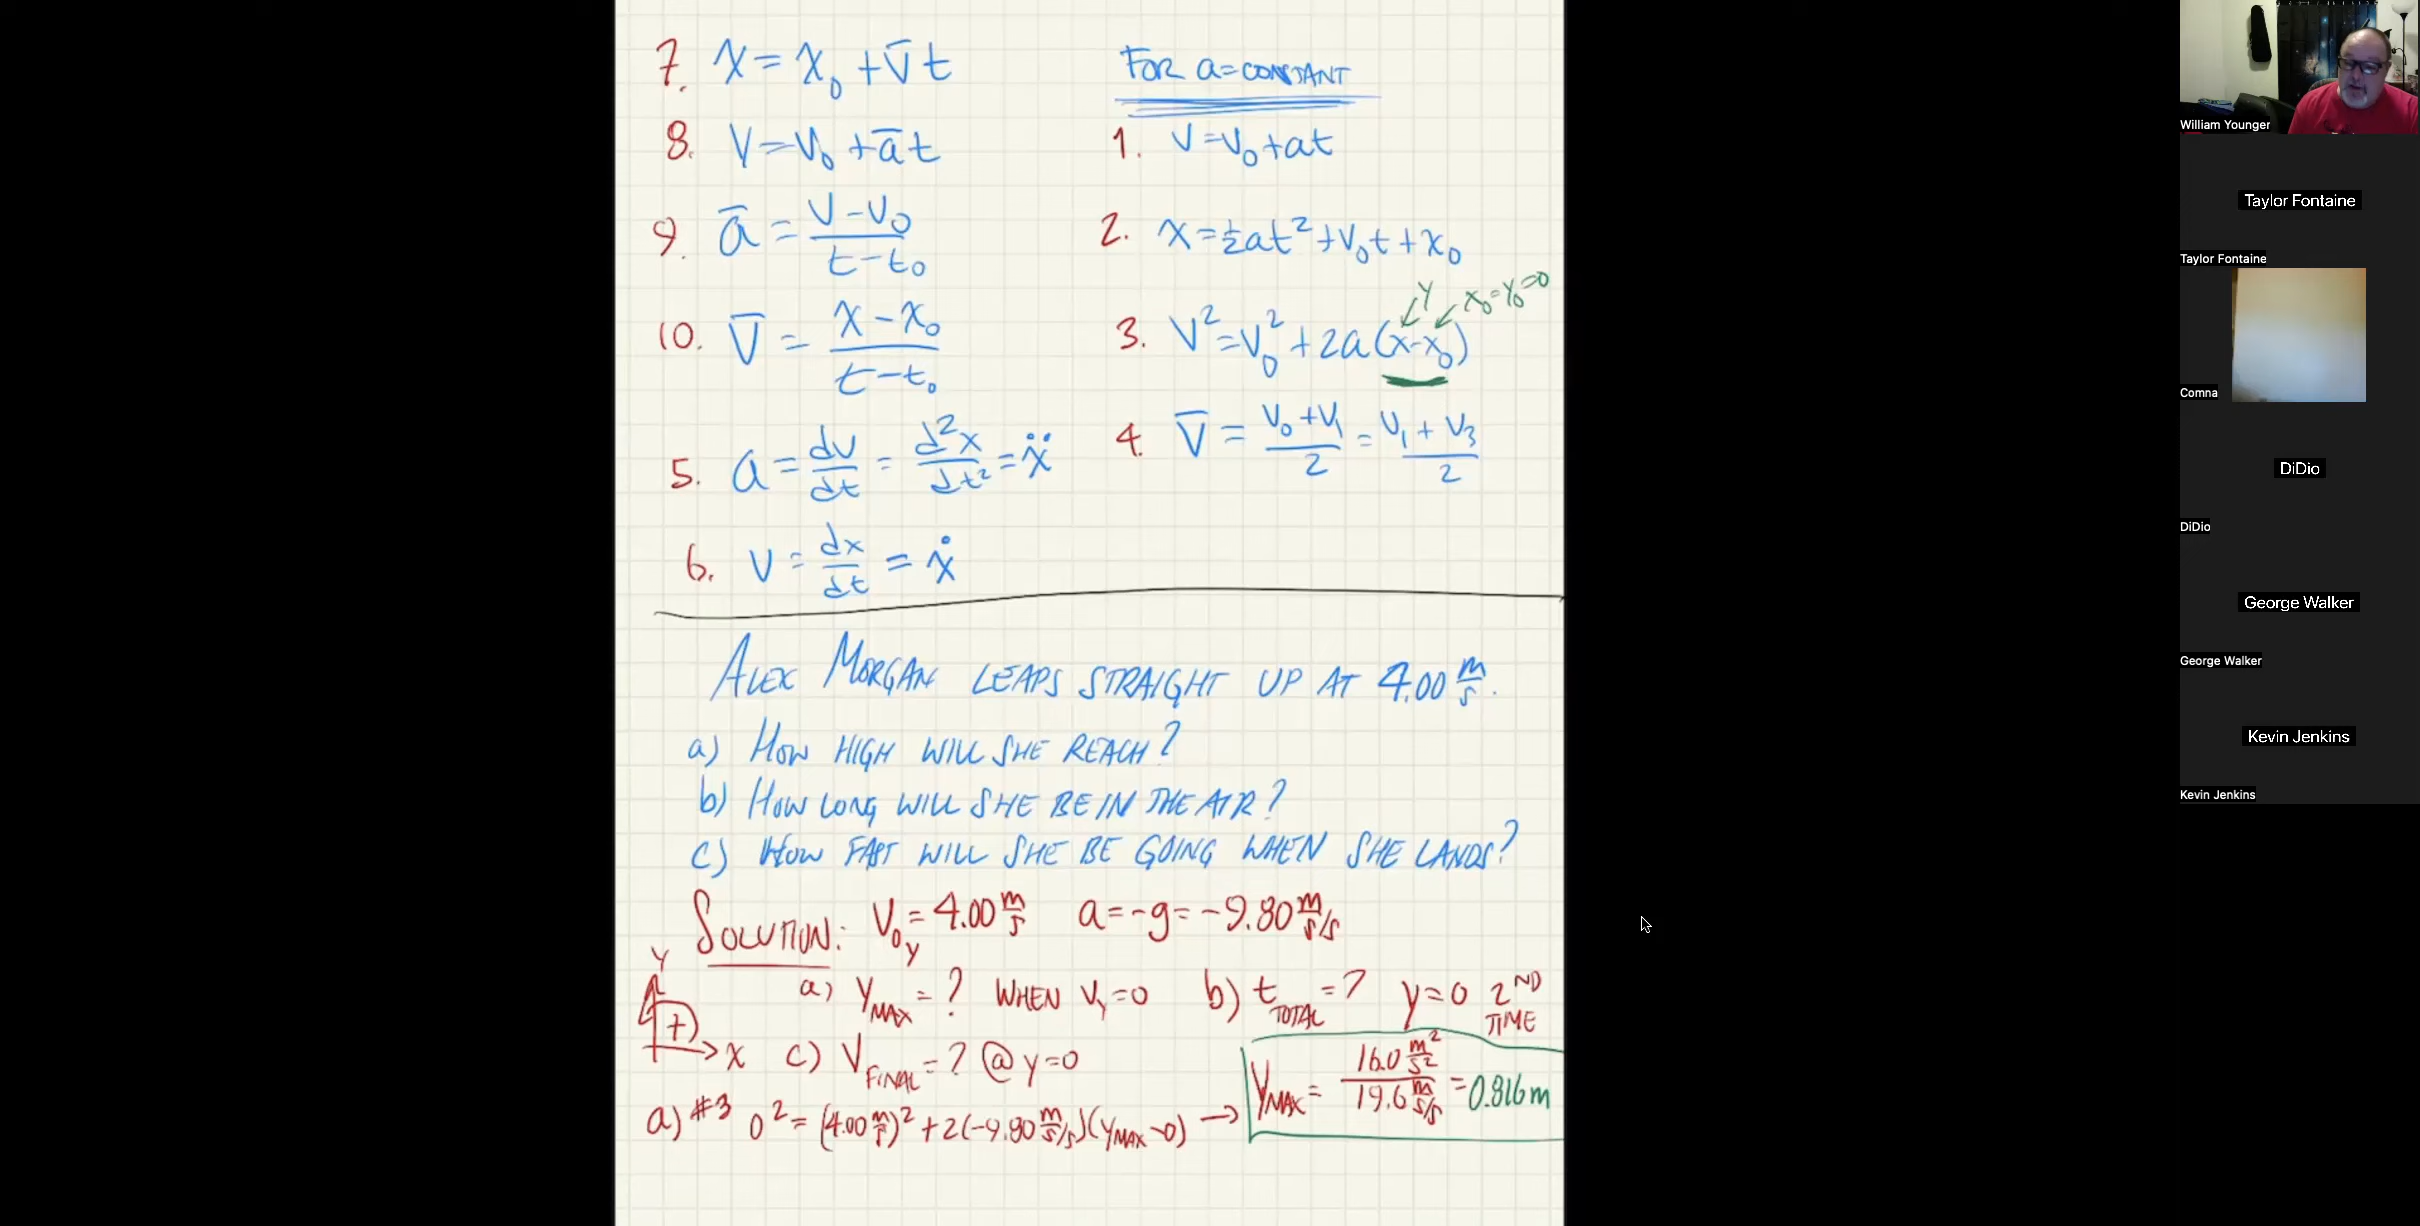 7. x = x₀ + v̄t
8. v = v₀ + āt
9. ā = (v - v₀)/(t - t₀)
10. v̄ = (x - x₀)/(t - t₀)
5. a = dv/dt = d²x/dt² = ẍ
6. v = dx/dt = ẋ
FOR a = CONSTANT
1. v = v₀ + at
2. x = ½at² + v₀t + x₀
y x₀ = y₀ = 0
3. v² = v₀² + 2a(x - x₀)
4. v̄ = (v₀ + v₁)/2 = (v₁ + v₃)/2
ALEX MORGAN LEAPS STRAIGHT UP AT 4.00 m/s.
a) HOW HIGH WILL SHE REACH?
b) HOW LONG WILL SHE BE IN THE AIR?
c) HOW FAST WILL SHE BE GOING WHEN SHE LANDS?
SOLUTION: V₀y = 4.00 m/s a = -g = -9.80 m/s/s
y
+
x
a) yMAX = ? WHEN Vy = 0 b) tTOTAL = ? y = 0 2ND TIME
c) VFINAL = ? @ y = 0
a) #3 0² = (4.00 m/s)² + 2(-9.80 m/s/s)(yMAX - 0) → yMAX = (16.0 m²/s²)/(19.6 m/s/s) = 0.816m
William Younger
Taylor Fontaine
Taylor Fontaine
Comna
DiDio
DiDio
George Walker
George Walker
Kevin Jenkins
Kevin Jenkins